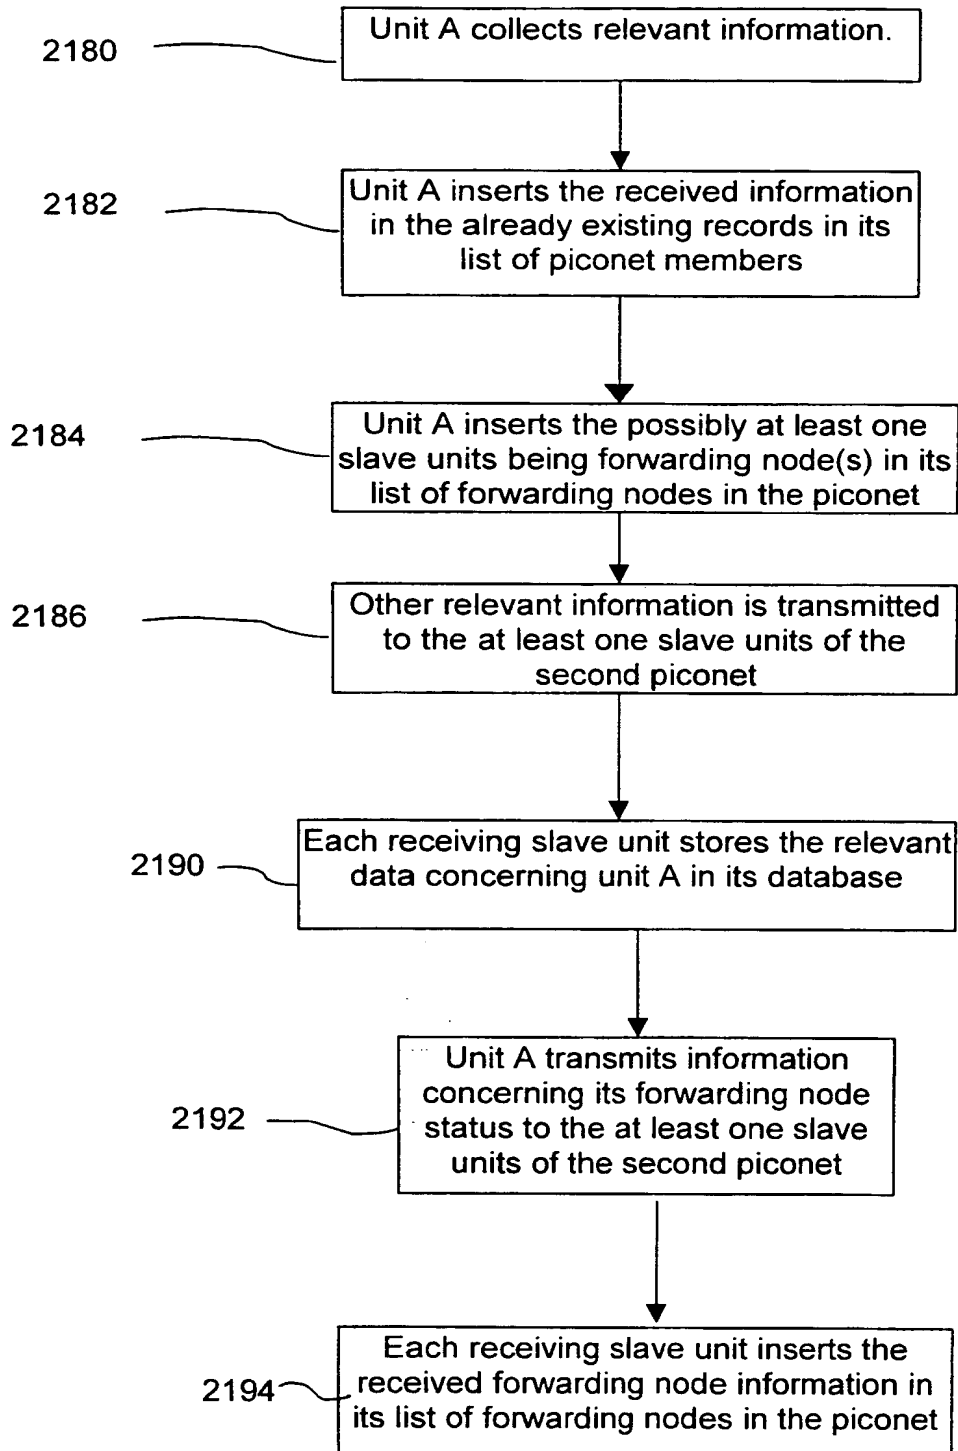 2180
Unit A collects relevant information.
2182
Unit A inserts the received information
in the already existing records in its
list of piconet members
2184
Unit A inserts the possibly at least one
slave units being forwarding node(s) in its
list of forwarding nodes in the piconet
2186
Other relevant information is transmitted
to the at least one slave units of the
second piconet
2190
Each receiving slave unit stores the relevant
data concerning unit A in its database
2192
Unit A transmits information
concerning its forwarding node
status to the at least one slave
units of the second piconet
2194
Each receiving slave unit inserts the
received forwarding node information in
its list of forwarding nodes in the piconet